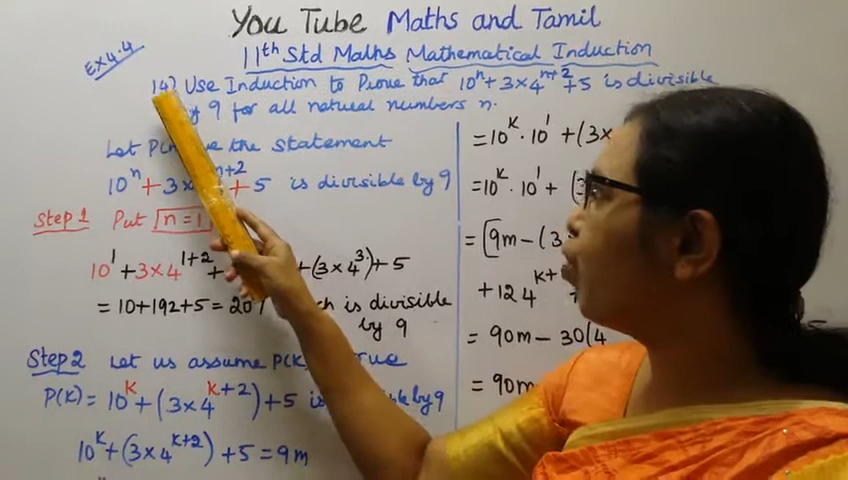 You Tube Maths and Tamil
11th Std Maths Mathematical Induction
EX 4.4
14) Use Induction to Prove that 10^n + 3×4^n+2 + 5 is divisible
9 for all natural numbers n.
Let the Statement
10^n + 3× n+2 + 5 is divisible by 9
Step 1 Put n = 1
10^1 + 3×4^1+2 + + (3×4^3) + 5
= 10+192+5 = 20 is divisible
by 9
Step 2 Let us assume P(K)
P(K) = 10^K + (3×4^K+2) + 5 by 9
10^K + (3×4^K+2) + 5 = 9m
= 10^K · 10^1 + (3×
= 10^K · 10^1 + (
= [9m - (3
+ 12 4^K+
= 90m - 30(4
= 90m